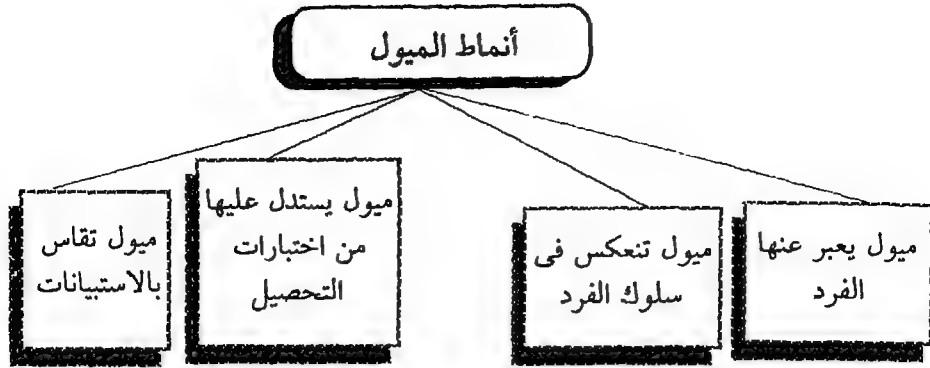 أنماط الميول
ميول يعبر عنها
الفرد
ميول تنعكس فى
سلوك الفرد
ميول يستدل عليها
من اختبارات
التحصيل
ميول تقاس
بالاستبيانات